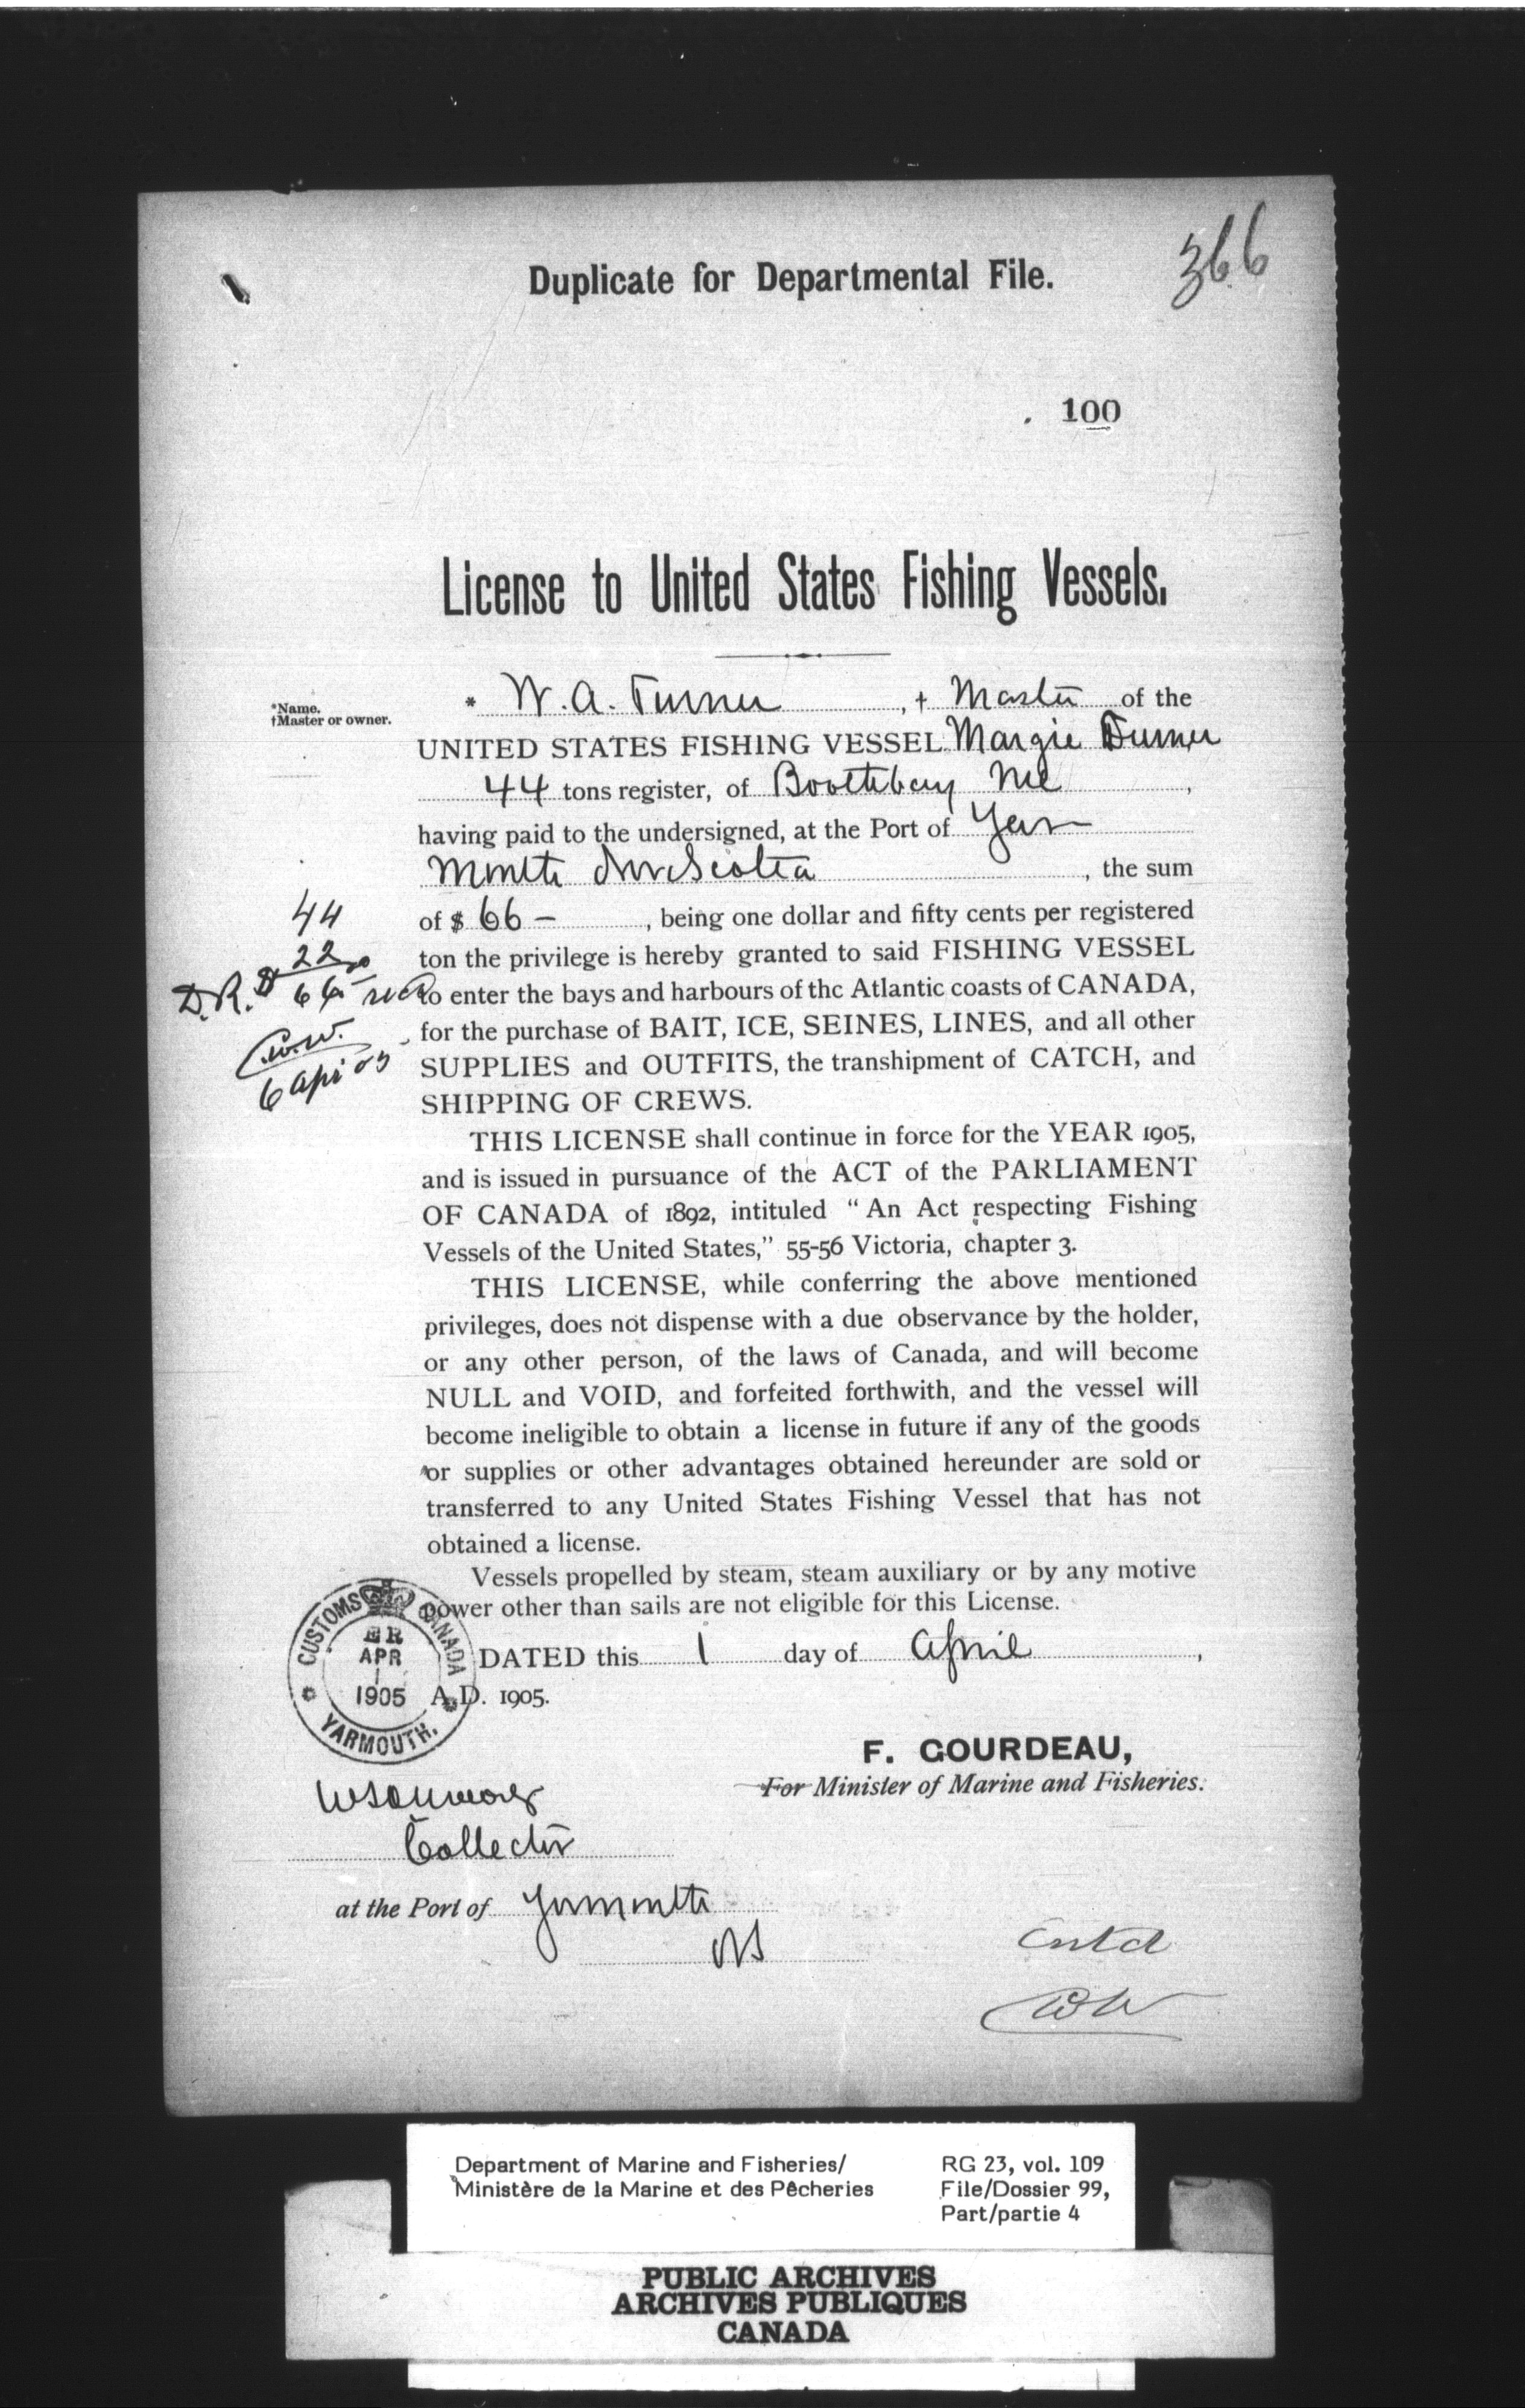 366
Duplicate for Departmental File.
100
License to United States Fishing Vessels.
*Name.
†Master or owner.
* W. A. Turner , † Master of the
UNITED STATES FISHING VESSEL Margie Turner
44 tons register, of Boothbay Me ,
having paid to the undersigned, at the Port of Yar
mouth Nova Scotia , the sum
of $ 66 – , being one dollar and fifty cents per registered
ton the privilege is hereby granted to said FISHING VESSEL
to enter the bays and harbours of the Atlantic coasts of CANADA,
for the purchase of BAIT, ICE, SEINES, LINES, and all other
SUPPLIES and OUTFITS, the transhipment of CATCH, and
SHIPPING OF CREWS.
44
22
D.R. $ 66
C.W.
6 Apr 05
THIS LICENSE shall continue in force for the YEAR 1905,
and is issued in pursuance of the ACT of the PARLIAMENT
OF CANADA of 1892, intituled “ An Act respecting Fishing
Vessels of the United States,” 55-56 Victoria, chapter 3.
THIS LICENSE, while conferring the above mentioned
privileges, does not dispense with a due observance by the holder,
or any other person, of the laws of Canada, and will become
NULL and VOID, and forfeited forthwith, and the vessel will
become ineligible to obtain a license in future if any of the goods
or supplies or other advantages obtained hereunder are sold or
transferred to any United States Fishing Vessel that has not
obtained a license.
Vessels propelled by steam, steam auxiliary or by any motive
power other than sails are not eligible for this License.
DATED this 1 day of April ,
A.D. 1905.
CUSTOMS CANADA
ER
APR
1
1905
YARMOUTH.
F. GOURDEAU,
For Minister of Marine and Fisheries.
Collector
at the Port of Yarmouth
NS
Entd
Department of Marine and Fisheries/
Ministère de la Marine et des Pêcheries
RG 23, vol. 109
File/Dossier 99,
Part/partie 4
PUBLIC ARCHIVES
ARCHIVES PUBLIQUES
CANADA